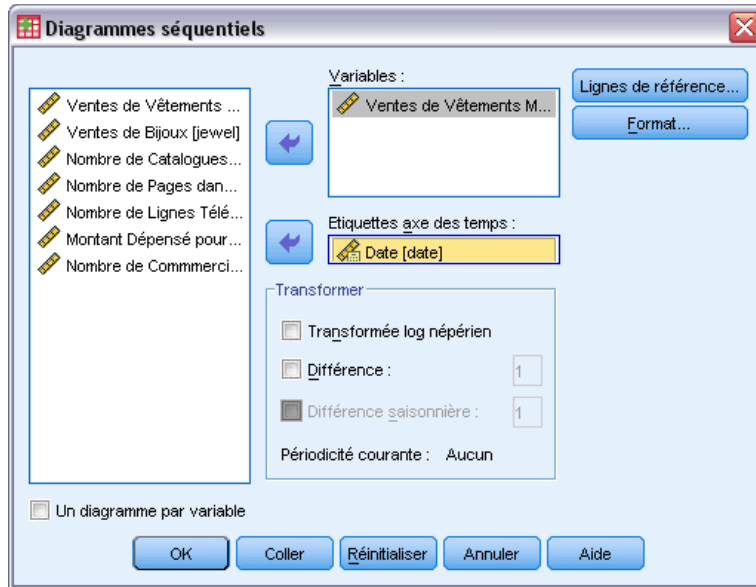 Diagrammes séquentiels
Ventes de Vêtements ...
Ventes de Bijoux [jewel]
Nombre de Catalogues...
Nombre de Pages dan...
Nombre de Lignes Télé...
Montant Dépensé pour...
Nombre de Commmerci...
Variables :
Ventes de Vêtements M...
Lignes de référence...
Format...
Etiquettes axe des temps :
Date [date]
Transformer
Transformée log népérien
Différence : 1
Différence saisonnière : 1
Périodicité courante : Aucun
Un diagramme par variable
OK Coller Réinitialiser Annuler Aide